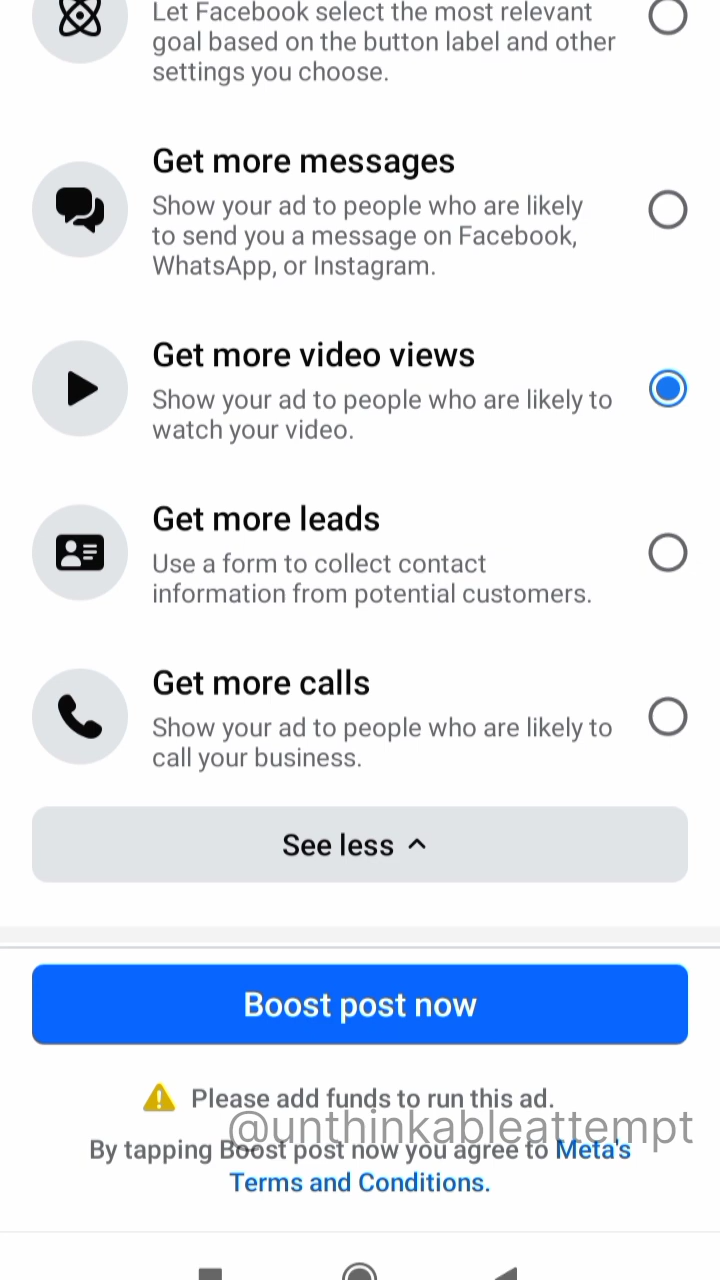 Let Facebook select the most relevant
goal based on the button label and other
settings you choose.
Get more messages
Show your ad to people who are likely
to send you a message on Facebook,
WhatsApp, or Instagram.
Get more video views
Show your ad to people who are likely to
watch your video.
Get more leads
Use a form to collect contact
information from potential customers.
Get more calls
Show your ad to people who are likely to
call your business.
See less
Boost post now
Please add funds to run this ad.
@unthinkableattempt
By tapping Boost post now you agree to Meta's
Terms and Conditions.